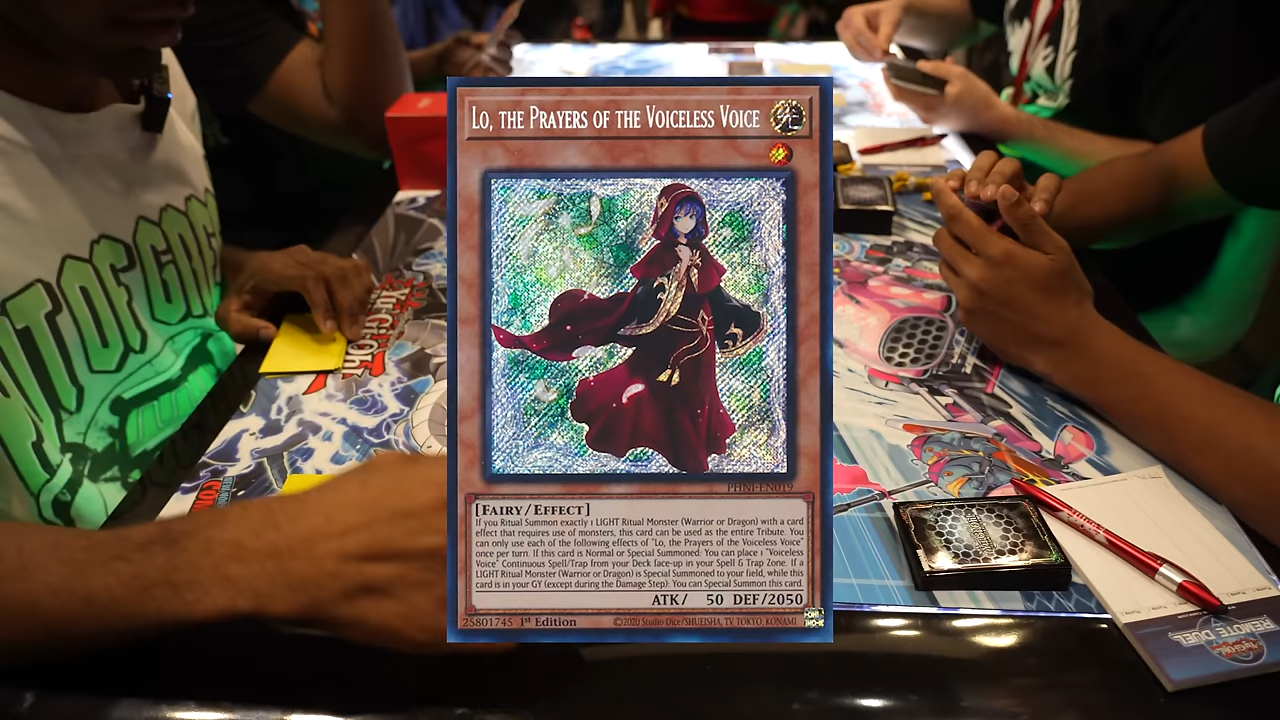 LO, THE PRAYERS OF THE VOICELESS VOICE
PHNI-EN019
[FAIRY/EFFECT]
If you Ritual Summon exactly 1 LIGHT Ritual Monster (Warrior or Dragon) with a card
effect that requires use of monsters, this card can be used as the entire Tribute. You
can only use each of the following effects of "Lo, the Prayers of the Voiceless Voice"
once per turn. If this card is Normal or Special Summoned: You can place 1 "Voiceless
Voice" Continuous Spell/Trap from your Deck face-up in your Spell & Trap Zone. If a
LIGHT Ritual Monster (Warrior or Dragon) is Special Summoned to your field, while this
card is in your GY (except during the Damage Step): You can Special Summon this card.
ATK/ 50 DEF/2050
25801745 1st Edition ©2020 Studio Dice/SHUEISHA, TV TOKYO, KONAMI
Yu-Gi-Oh!
REMOTE DUEL
OF